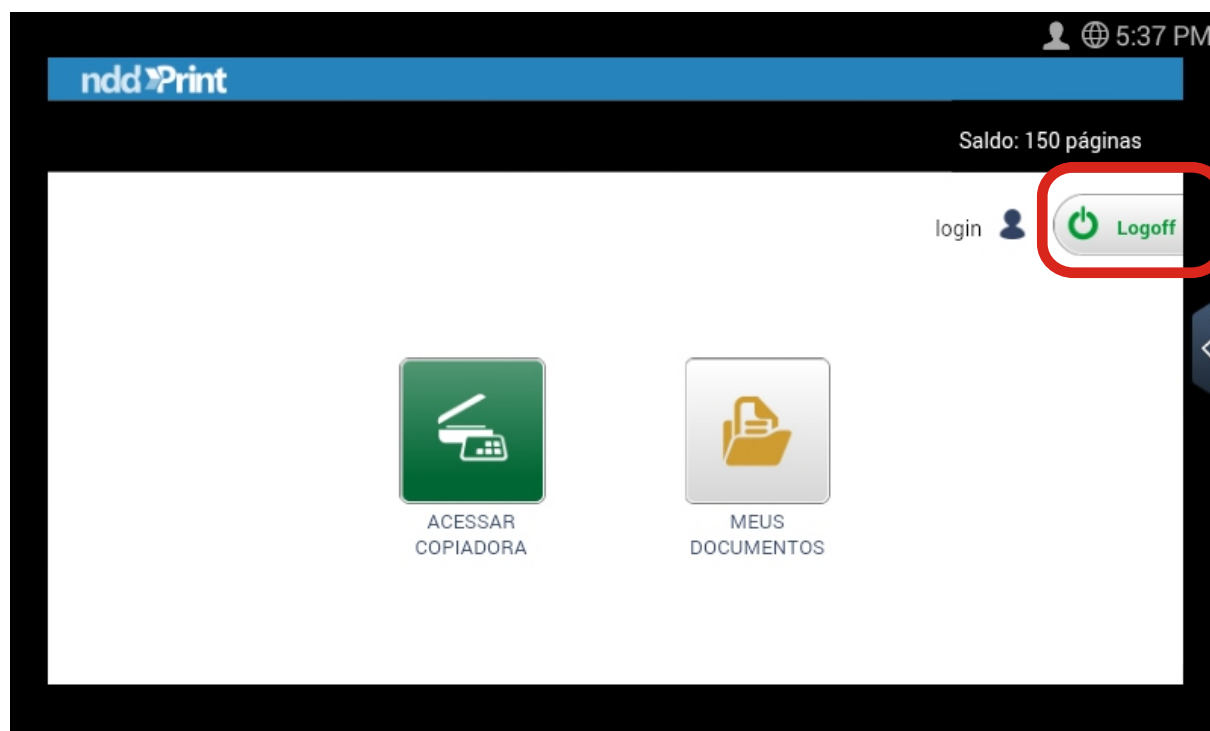 5:37 PM
ndd Print
Saldo: 150 páginas
login
Logoff
ACESSAR
COPIADORA
MEUS
DOCUMENTOS